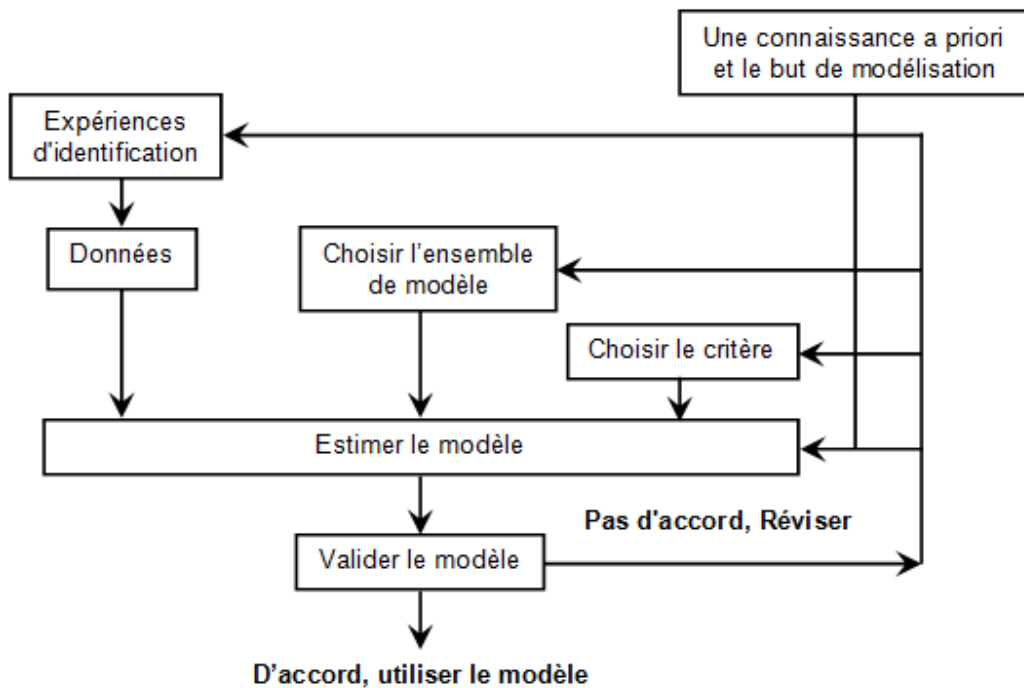 Une connaissance a priori
et le but de modélisation
Expériences
d'identification
Données
Choisir l'ensemble
de modèle
Choisir le critère
Estimer le modèle
Pas d'accord, Réviser
Valider le modèle
D'accord, utiliser le modèle